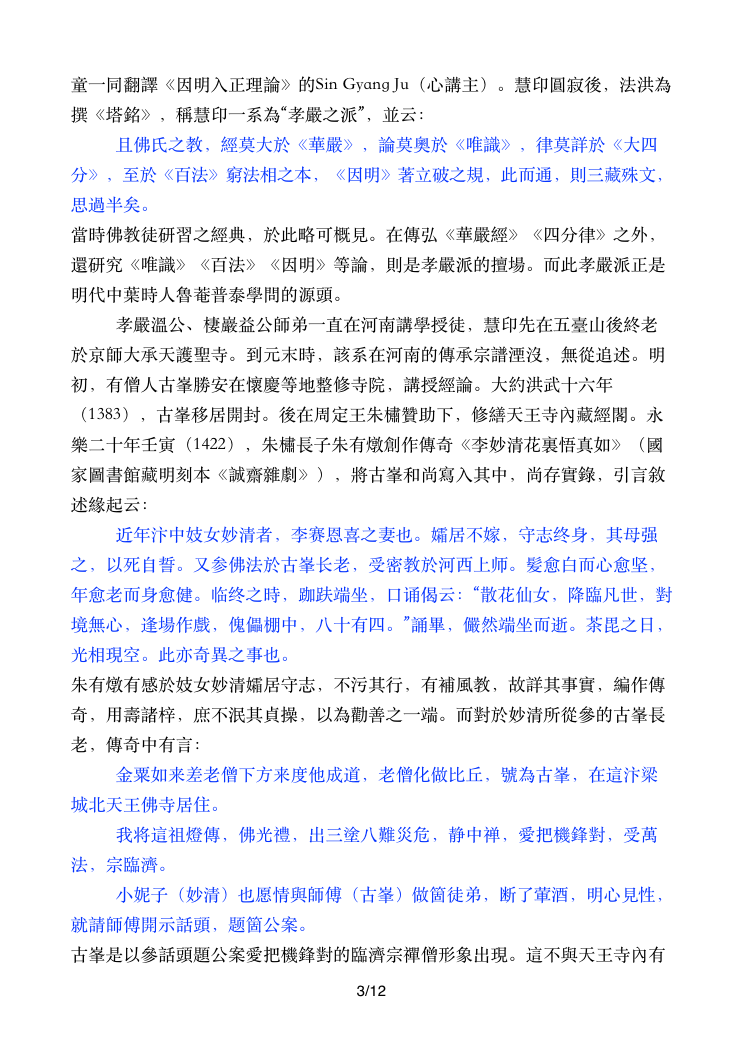 童一同翻譯《因明入正理論》的Sin Gyang Ju（心講主）。慧印圓寂後，法洪為
撰《塔銘》，稱慧印一系為“孝嚴之派”，並云：
且佛氏之教，經莫大於《華嚴》，論莫奧於《唯識》，律莫詳於《大四
分》，至於《百法》窮法相之本，《因明》著立破之規，此而通，則三藏殊文，
思過半矣。
當時佛教徒研習之經典，於此略可概見。在傳弘《華嚴經》《四分律》之外，
還研究《唯識》《百法》《因明》等論，則是孝嚴派的擅場。而此孝嚴派正是
明代中葉時人魯菴普泰學問的源頭。
孝嚴溫公、棲巖益公師弟一直在河南講學授徒，慧印先在五臺山後終老
於京師大承天護聖寺。到元末時，該系在河南的傳承宗譜湮沒，無從追述。明
初，有僧人古峯勝安在懷慶等地整修寺院，講授經論。大約洪武十六年
（1383），古峯移居開封。後在周定王朱橚贊助下，修繕天王寺內藏經閣。永
樂二十年壬寅（1422），朱橚長子朱有燉創作傳奇《李妙清花裏悟真如》（國
家圖書館藏明刻本《誠齋雜劇》），將古峯和尚寫入其中，尚存實錄，引言敘
述緣起云：
近年汴中妓女妙清者，李赛恩喜之妻也。孀居不嫁，守志终身，其母强
之，以死自誓。又参佛法於古峯长老，受密教於河西上师。髮愈白而心愈坚，
年愈老而身愈健。临终之時，跏趺端坐，口诵偈云：“散花仙女，降臨凡世，對
境無心，逢場作戲，傀儡棚中，八十有四。”誦畢，儼然端坐而逝。荼毘之日，
光相現空。此亦奇異之事也。
朱有燉有感於妓女妙清孀居守志，不污其行，有補風教，故詳其事實，編作傳
奇，用壽諸梓，庶不泯其貞操，以為勸善之一端。而對於妙清所從參的古峯長
老，傳奇中有言：
金粟如来差老僧下方来度他成道，老僧化做比丘，號為古峯，在這汴梁
城北天王佛寺居住。
我将這祖燈傳，佛光禮，出三塗八難災危，静中禅，愛把機鋒對，受萬
法，宗臨濟。
小妮子（妙清）也愿情與師傅（古峯）做箇徒弟，断了葷酒，明心見性，
就請師傅開示話頭，题箇公案。
古峯是以參話頭題公案愛把機鋒對的臨濟宗禪僧形象出現。這不與天王寺內有
3/12